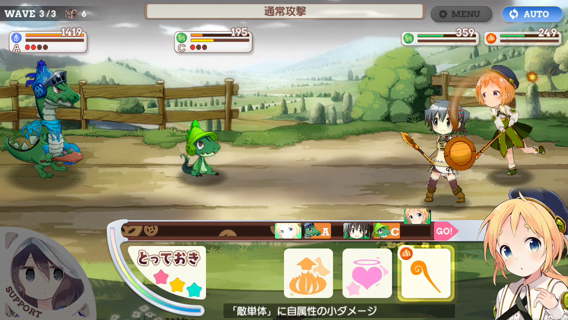 WAVE 3/3 6
通常攻撃
MENU
AUTO
1419
A
195
C
359
249
A
C
GO!
とっておき
SUPPORT
「敵単体」に自属性の小ダメージ